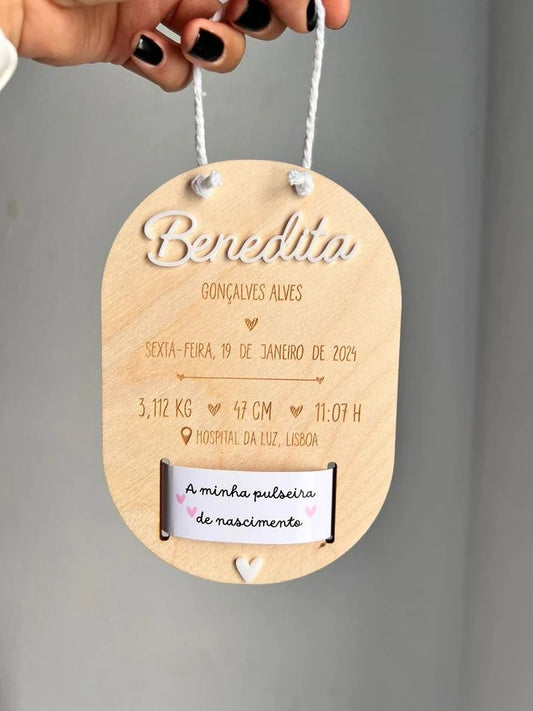 Benedita
GONÇALVES ALVES
SEXTA-FEIRA, 19 DE JANEIRO DE 2024
3,112 KG 47 CM 11:07 H
HOSPITAL DA LUZ, LISBOA
A minha pulseira
de nascimento